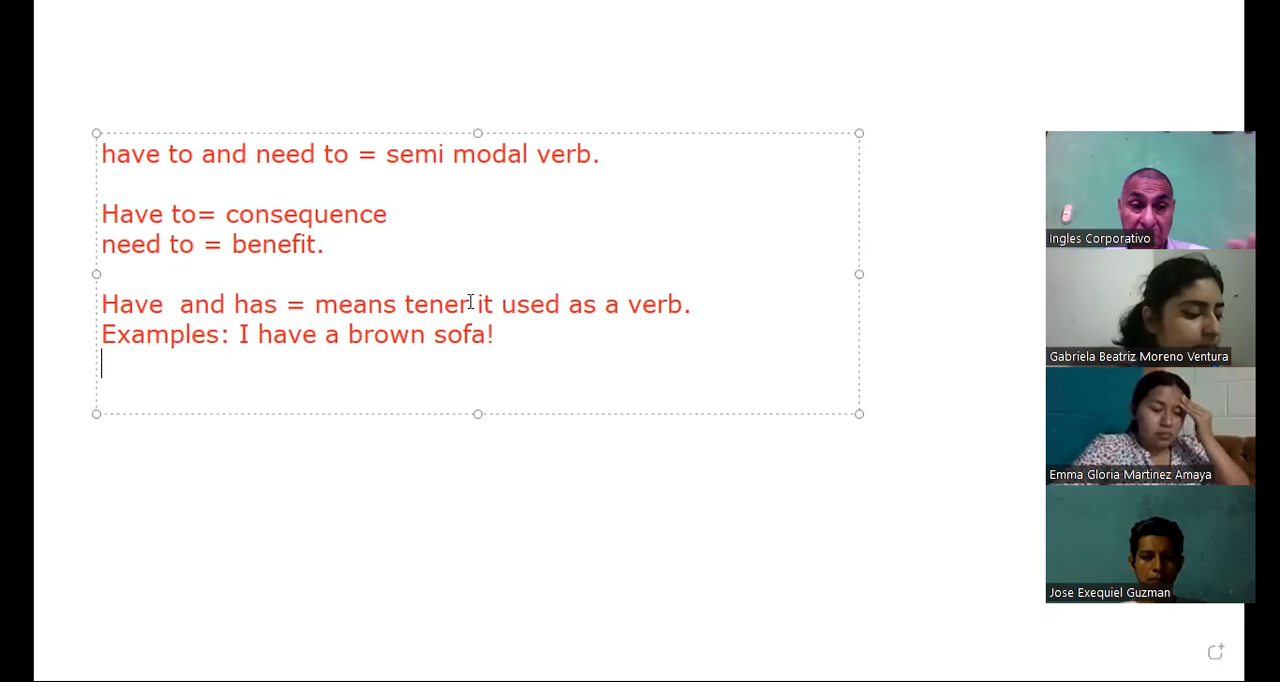 have to and need to = semi modal verb.
Have to= consequence
need to = benefit.
Have  and has = means tener it used as a verb.
Examples: I have a brown sofa!
Ingles Corporativo
Gabriela Beatriz Moreno Ventura
Emma Gloria Martinez Amaya
Jose Exequiel Guzman